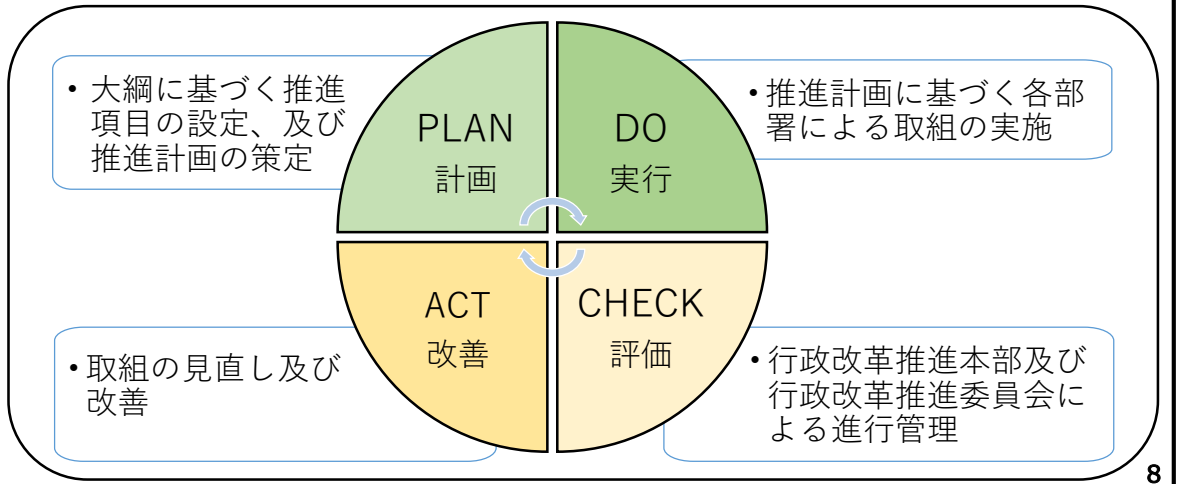 ・大綱に基づく推進
項目の設定、及び
推進計画の策定
PLAN
計画
DO
実行
・推進計画に基づく各部
署による取組の実施
・取組の見直し及び
改善
ACT
改善
CHECK
評価
・行政改革推進本部及び
行政改革推進委員会に
よる進行管理
8